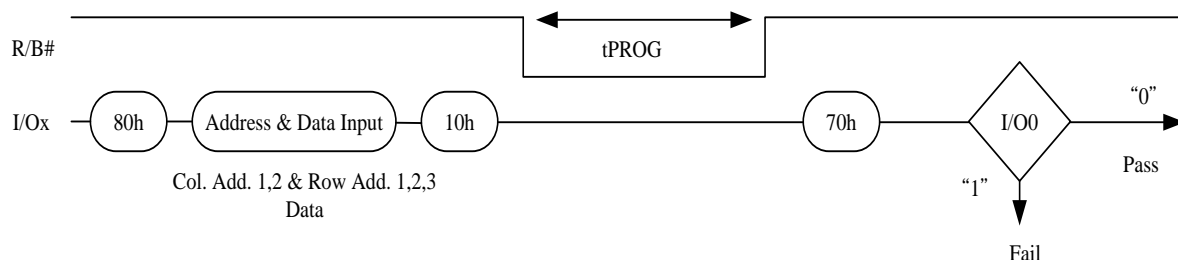 R/B#
tPROG
I/Ox
80h
Address & Data Input
10h
70h
I/O0
“0”
Pass
Col. Add. 1,2 & Row Add. 1,2,3
Data
“1”
Fail